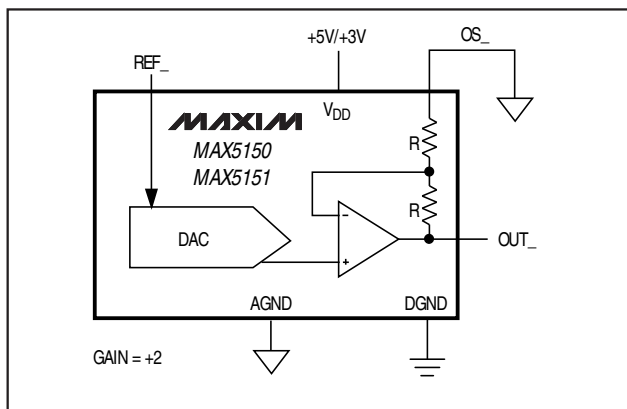 +5V/+3V
OS_
REF_
VDD
MAXIM
MAX5150
MAX5151
R
R
DAC
-
+
OUT_
AGND
DGND
GAIN = +2